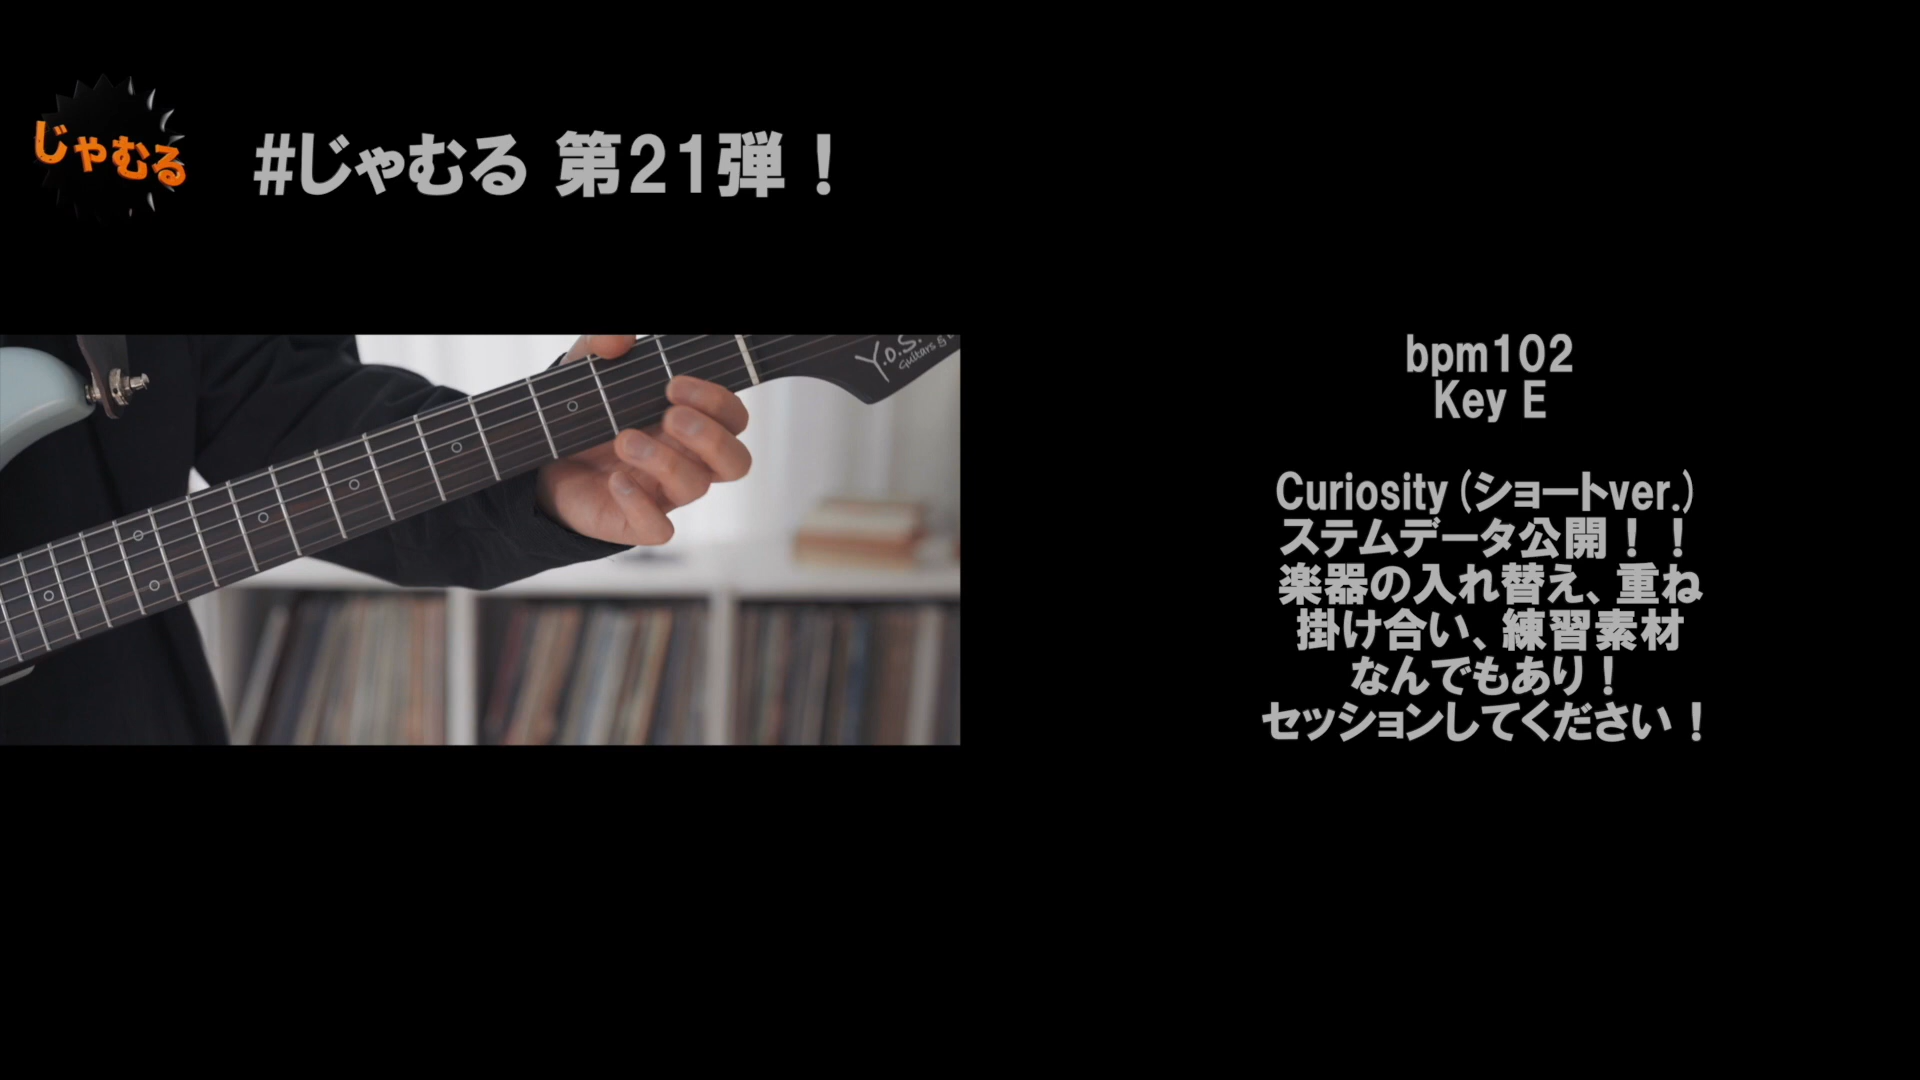 じゃむる
#じゃむる 第21弾！
Y.O.S.
Guitars
bpm102
Key E
Curiosity (ショートver.)
ステムデータ公開！！
楽器の入れ替え、重ね
掛け合い、練習素材
なんでもあり！
セッションしてください！